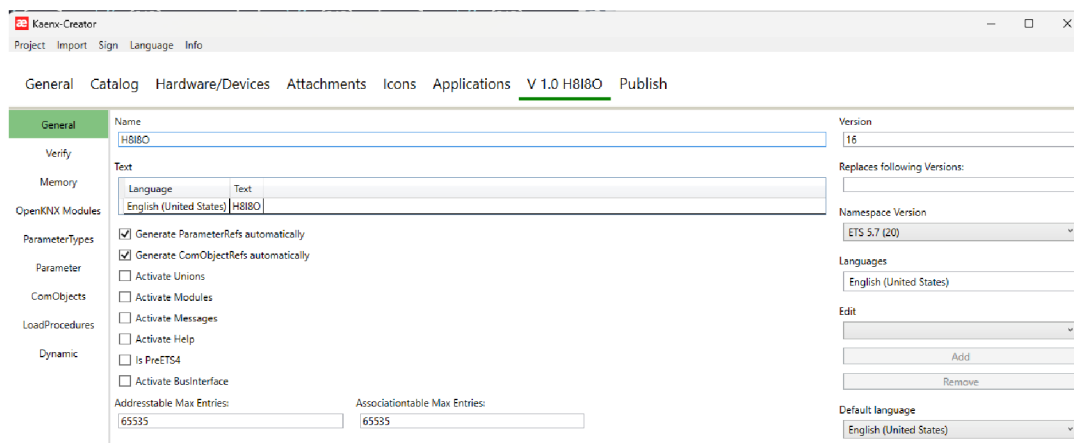 æ Kaenx-Creator
Project Import Sign Language Info
General Catalog Hardware/Devices Attachments Icons Applications V 1.0 H8I8O Publish
General
Verify
Memory
OpenKNX Modules
ParameterTypes
Parameter
ComObjects
LoadProcedures
Dynamic
Name
H8I8O
Text
Language Text
English (United States) H8I8O
Generate ParameterRefs automatically
Generate ComObjectRefs automatically
Activate Unions
Activate Modules
Activate Messages
Activate Help
Is PreETS4
Activate BusInterface
Addresstable Max Entries: Associationtable Max Entries:
65535 65535
Version
16
Replaces following Versions:
Namespace Version
ETS 5.7 (20)
Languages
English (United States)
Edit
Add
Remove
Default language
English (United States)